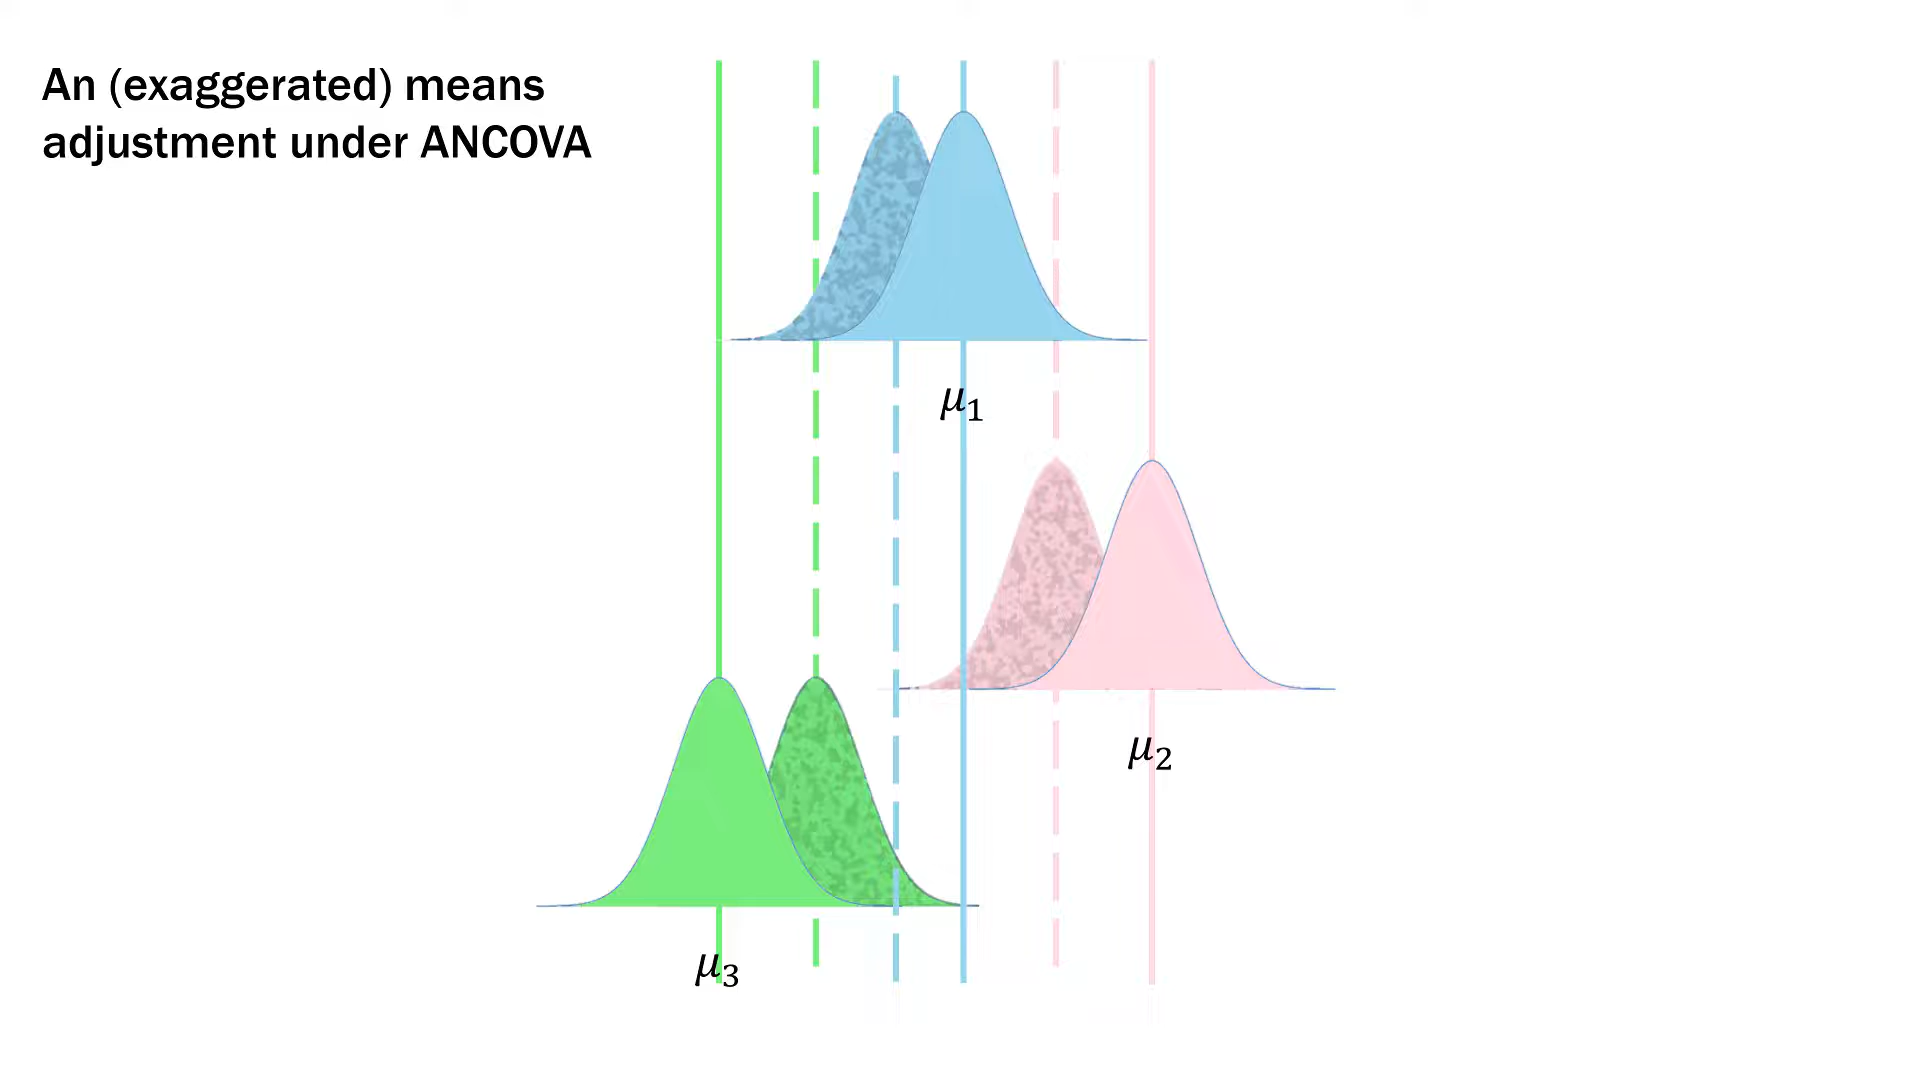 An (exaggerated) means
adjustment under ANCOVA
μ₁
μ₂
μ₃